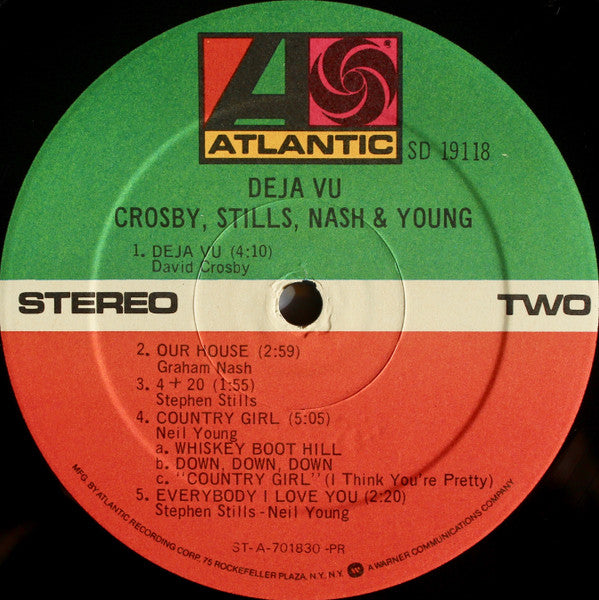 ATLANTIC
SD 19118
DEJA VU
CROSBY, STILLS, NASH & YOUNG
1. DEJA VU (4:10)
David Crosby
STEREO TWO
2. OUR HOUSE (2:59)
Graham Nash
3. 4 + 20 (1:55)
Stephen Stills
4. COUNTRY GIRL (5:05)
Neil Young
a. WHISKEY BOOT HILL
b. DOWN, DOWN, DOWN
c. "COUNTRY GIRL" (I Think You're Pretty)
5. EVERYBODY I LOVE YOU (2:20)
Stephen Stills - Neil Young
ST-A-701830-PR
MFG. BY ATLANTIC RECORDING CORP. 75 ROCKEFELLER PLAZA, N.Y., N.Y. A WARNER COMMUNICATIONS COMPANY